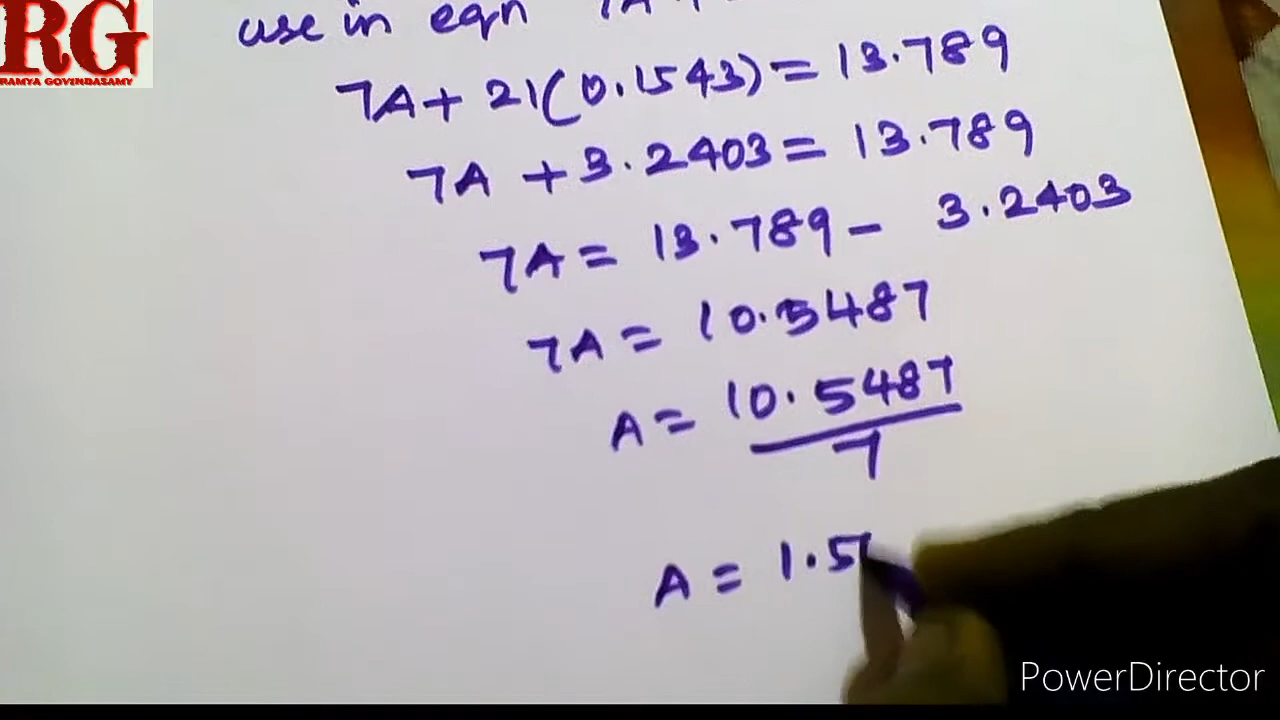 RG
RAMYA GOVINDASAMY
use in eqn 7A +
7A + 21(0.1543) = 13.789
7A + 3.2403 = 13.789
7A = 13.789 - 3.2403
7A = 10.5487
A = 10.5487
7
A = 1.5
PowerDirector